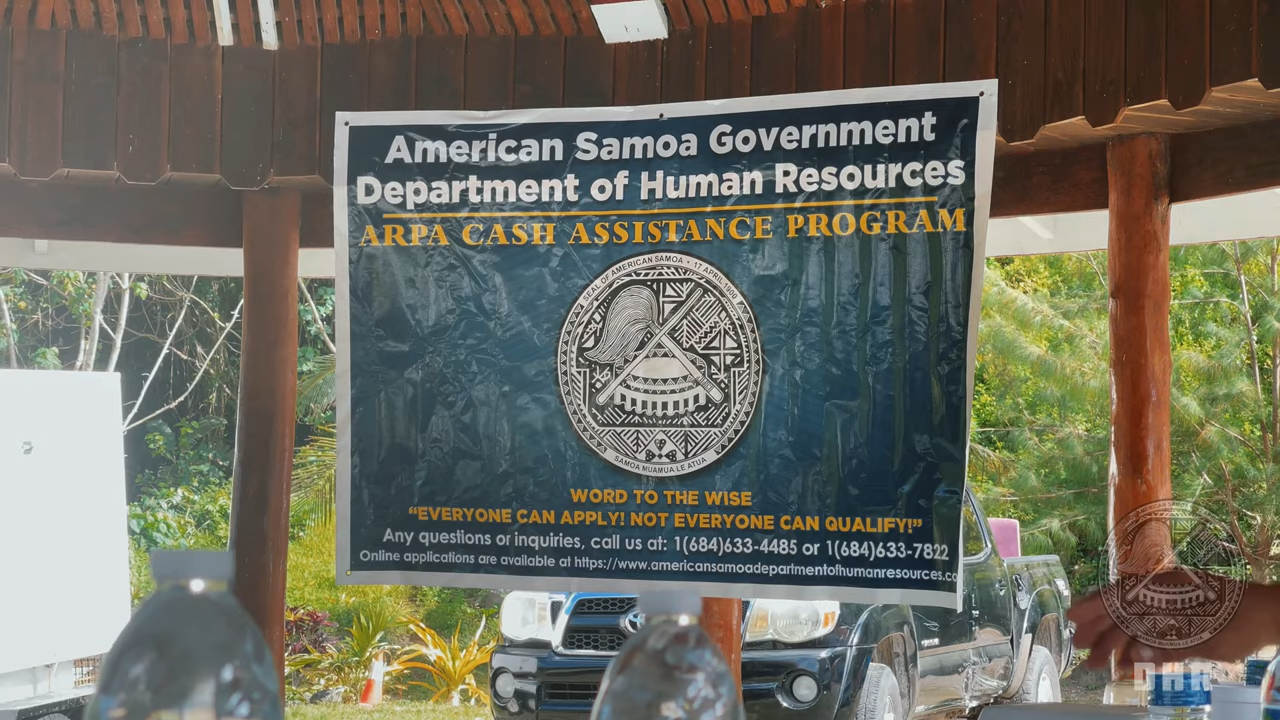 American Samoa Government
Department of Human Resources
ARPA CASH ASSISTANCE PROGRAM
SEAL OF AMERICAN SAMOA • 17 APRIL 1900
SAMOA MUAMUA LE ATUA
WORD TO THE WISE
“EVERYONE CAN APPLY! NOT EVERYONE CAN QUALIFY!”
Any questions or inquiries, call us at: 1(684)633-4485 or 1(684)633-7822
Online applications are available at https://www.americansamoadepartmentofhumanresources.co
DHR